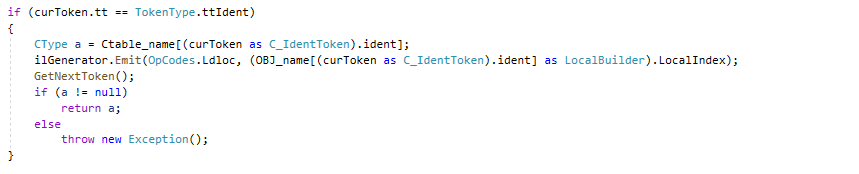 if (curToken.tt == TokenType.ttIdent)
{
    CType a = Ctable_name[(curToken as C_IdentToken).ident];
    ilGenerator.Emit(OpCodes.Ldloc, (OBJ_name[(curToken as C_IdentToken).ident] as LocalBuilder).LocalIndex);
    GetNextToken();
    if (a != null)
        return a;
    else
        throw new Exception();
}